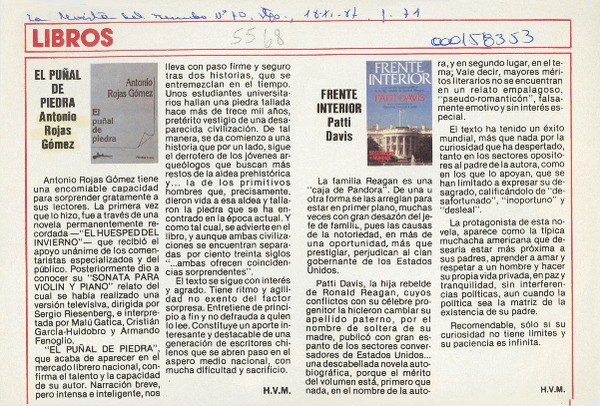 La Revista del mundo Nº 70, Stgo., 18-XI-87, p. 71
LIBROS
5568
000158353
EL PUÑAL
DE
PIEDRA
Antonio
Rojas
Gómez
Antonio
Rojas Gómez
El
puñal
de
piedra
Antonio Rojas Gómez tiene
una encomiable capacidad
para sorprender gratamente a
sus lectores. La primera vez
que lo hizo, fue a través de una
novela permanentemente re-
cordada —"EL HUESPED DEL
INVIERNO"— que recibió el
apoyo unánime de los comen-
taristas especializados y del
público. Posteriormente dio a
conocer su "SONATA PARA
VIOLIN Y PIANO" relato del
cual se había realizado una
versión televisiva, dirigida por
Sergio Riesenberg, e interpre-
tada por Malú Gatica, Cristián
García-Huidobro y Armando
Fenoglio.
"EL PUÑAL DE PIEDRA",
que acaba de aparecer en el
mercado librero nacional, con-
firma el talento y la capacidad
de su autor. Narración breve,
pero intensa e inteligente, nos
lleva con paso firme y seguro
tras dos historias, que se
entremezclan en el tiempo.
Unos estudiantes universita-
rios hallan una piedra tallada
hace más de trece mil años,
pretérito vestigio de una des-
aparecida civilización. De tal
manera, se da comienzo a una
historia que por un lado, sigue
el derrotero de los jóvenes ar-
queólogos que buscan más
restos de la aldea prehistórica
y... la de los primitivos
hombres que, precisamente,
dieron vida a esa aldea y talla-
ron la piedra que se ha encon-
trado en la época actual. Y
como tal cual, se advierte en el
libro, y aunque ambas civiliza-
ciones se encuentran separa-
das por ciento treinta siglos
"...ambas ofrecen coinciden-
cias sorprendentes".
El texto se sigue con interés
y agrado. Tiene ritmo y agili-
dad no exento del factor
sorpresa. Entretiene de princi-
pio a fin y no defrauda a quien
lo lee. Constituye un aporte in-
teresante y destacable de una
generación de escritores chi-
lenos que se abren paso en el
aspero medio nacional, con
mucha dificultad y sacrificio.
H.V.M.
FRENTE
INTERIOR
Patti
Davis
FRENTE
INTERIOR
PATTI DAVIS
La familia Reagan es una
"caja de Pandora". De una u
otra forma se las arreglan para
estar en primer plano, muchas
veces con gran desazón del jefe
de familia, pues las causas
de la notoriedad, en más de
una oportunidad, más que
prestigiar, perjudican al cian
gobernante de los Estados
Unidos.
Patti Davis, la hija rebelde
de Ronald Reagan, cuyos
conflictos con su célebre pro-
genitor la hicieron cambiar su
apellido paterno, por el
nombre de soltera de su
madre, publicó con gran es-
panto de los sectores conser-
vadores de Estados Unidos...
una descabellada novela auto-
biográfica, porque el mérito
del volumen está, primero que
nada, en el nombre de la auto-
ra, y en segundo lugar, en el te-
ma; Vale decir, mayores méri-
tos literarios no se encuentran
en un relato empalagoso,
"pseudo-romanticón", falsa-
mente emotivo y sin interés es-
pecial.
El texto ha tenido un éxito
mundial, más que nada por la
curiosidad que ha despertado,
tanto en los sectores oposito-
res al padre de la autora, como
en los que lo apoyan, que se
han limitado a expresar su de-
sagrado, calificándolo de "de-
safortunado", "inoportuno" y
"desleal".
La protagonista de esta no-
vela, aparece como la típica
muchacha americana que de-
searía estar más próxima a
sus padres, aprender a amar y
respetar a un hombre y hacer
su propia vida privada, en paz y
tranquilidad, sin interferen-
cias políticas, aun cuando la
política sea la matriz de la
existencia de su padre.
Recomendable, sólo si su
curiosidad no tiene límites y
su paciencia es infinita.
H.V.M.